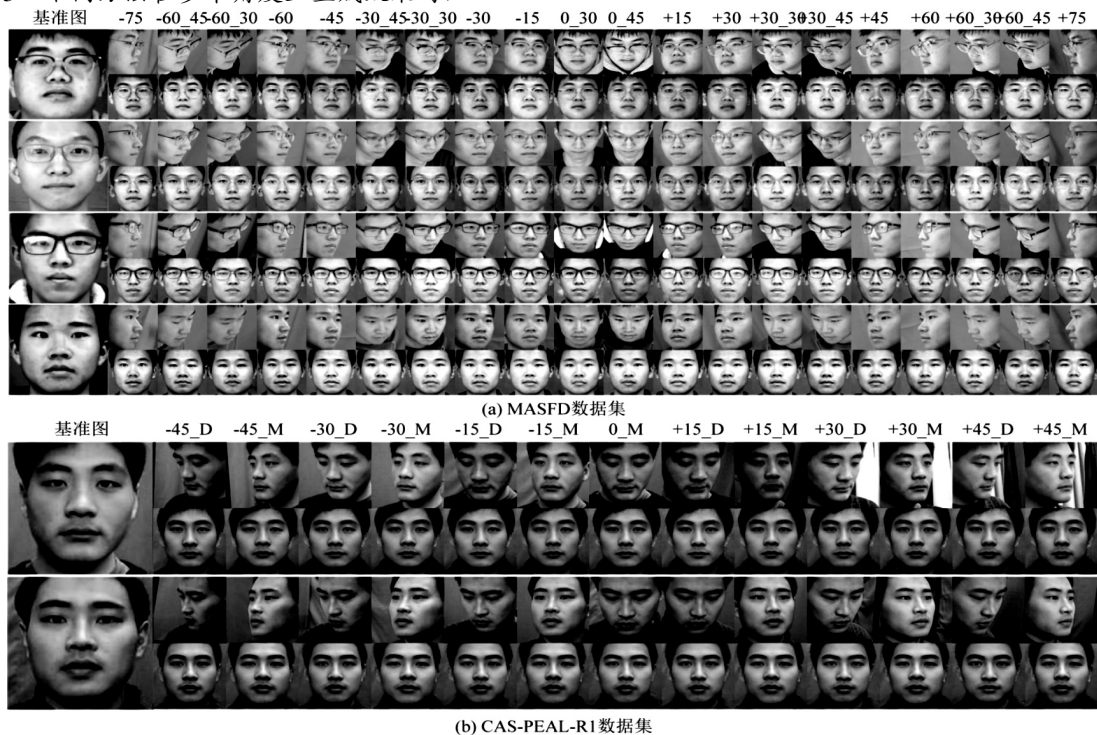 基准图 -75 -60_45 -60_30 -60 -45 -30_45 -30_30 -30 -15 0_30 0_45 +15 +30 +30_30 +30_45 +45 +60 +60_30 +60_45 +75
(a) MASFD数据集
基准图 -45_D -45_M -30_D -30_M -15_D -15_M 0_M +15_D +15_M +30_D +30_M +45_D +45_M
(b) CAS-PEAL-R1数据集